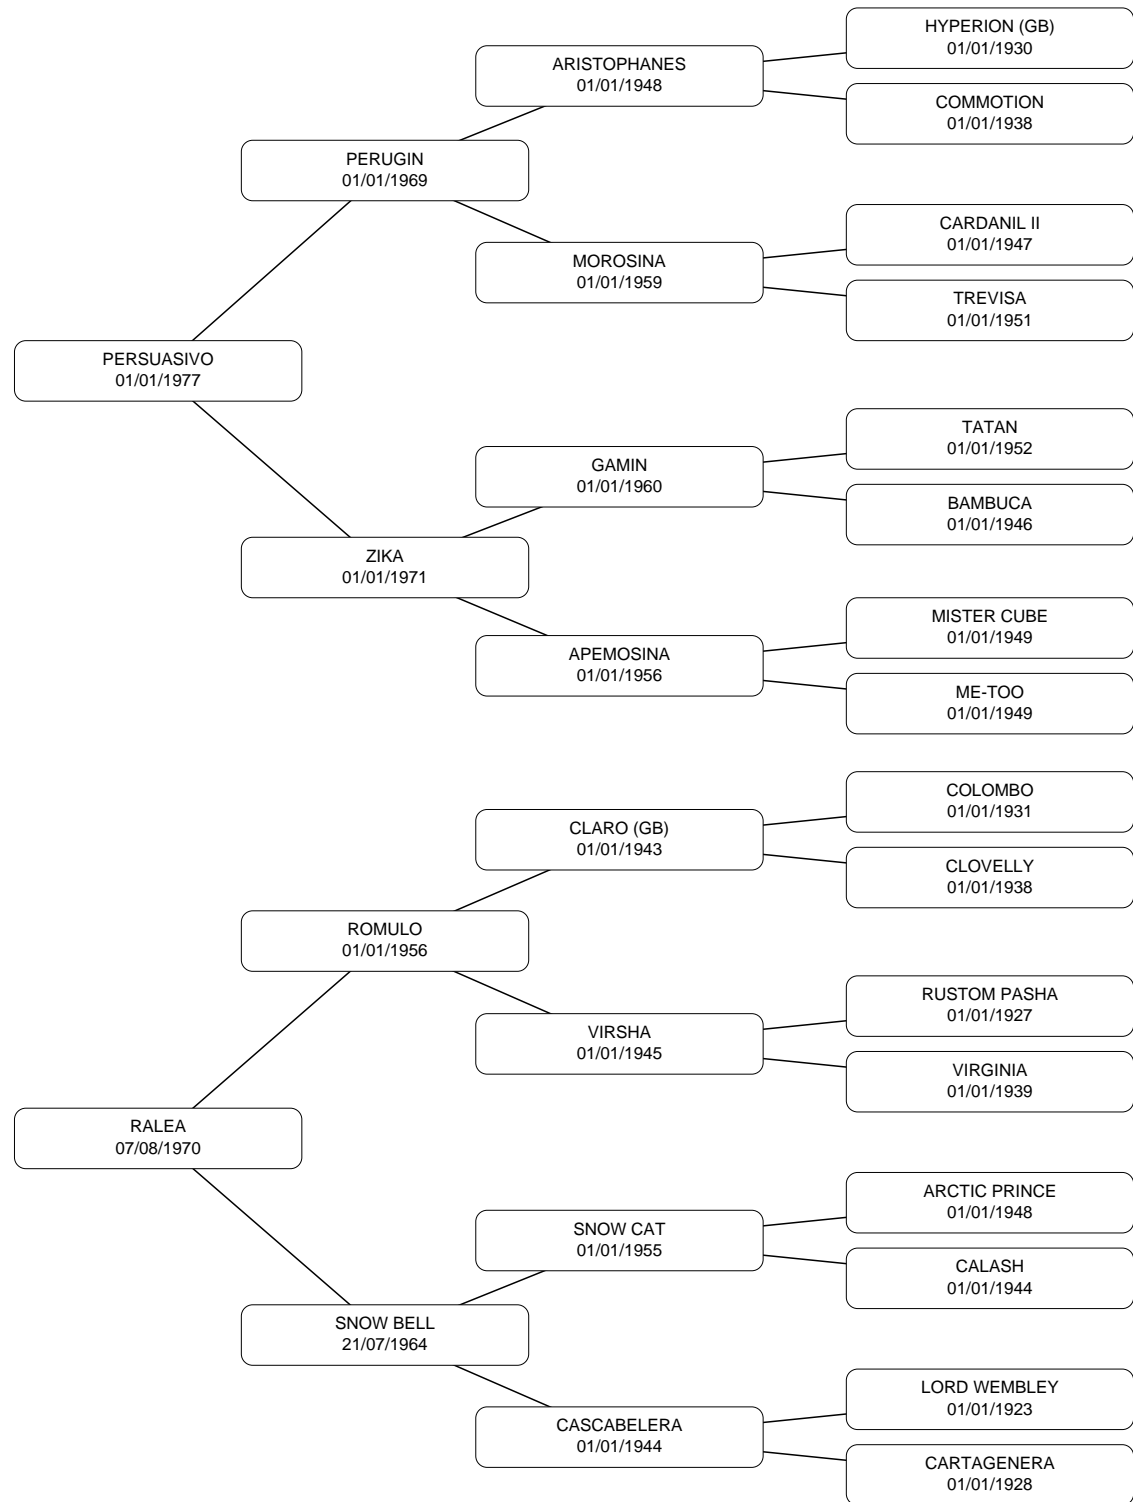 HYPERION (GB)
01/01/1930
ARISTOPHANES
01/01/1948
COMMOTION
01/01/1938
PERUGIN
01/01/1969
CARDANIL II
01/01/1947
MOROSINA
01/01/1959
TREVISA
01/01/1951
PERSUASIVO
01/01/1977
TATAN
01/01/1952
GAMIN
01/01/1960
BAMBUCA
01/01/1946
ZIKA
01/01/1971
MISTER CUBE
01/01/1949
APEMOSINA
01/01/1956
ME-TOO
01/01/1949
COLOMBO
01/01/1931
CLARO (GB)
01/01/1943
CLOVELLY
01/01/1938
ROMULO
01/01/1956
RUSTOM PASHA
01/01/1927
VIRSHA
01/01/1945
VIRGINIA
01/01/1939
RALEA
07/08/1970
ARCTIC PRINCE
01/01/1948
SNOW CAT
01/01/1955
CALASH
01/01/1944
SNOW BELL
21/07/1964
LORD WEMBLEY
01/01/1923
CASCABELERA
01/01/1944
CARTAGENERA
01/01/1928